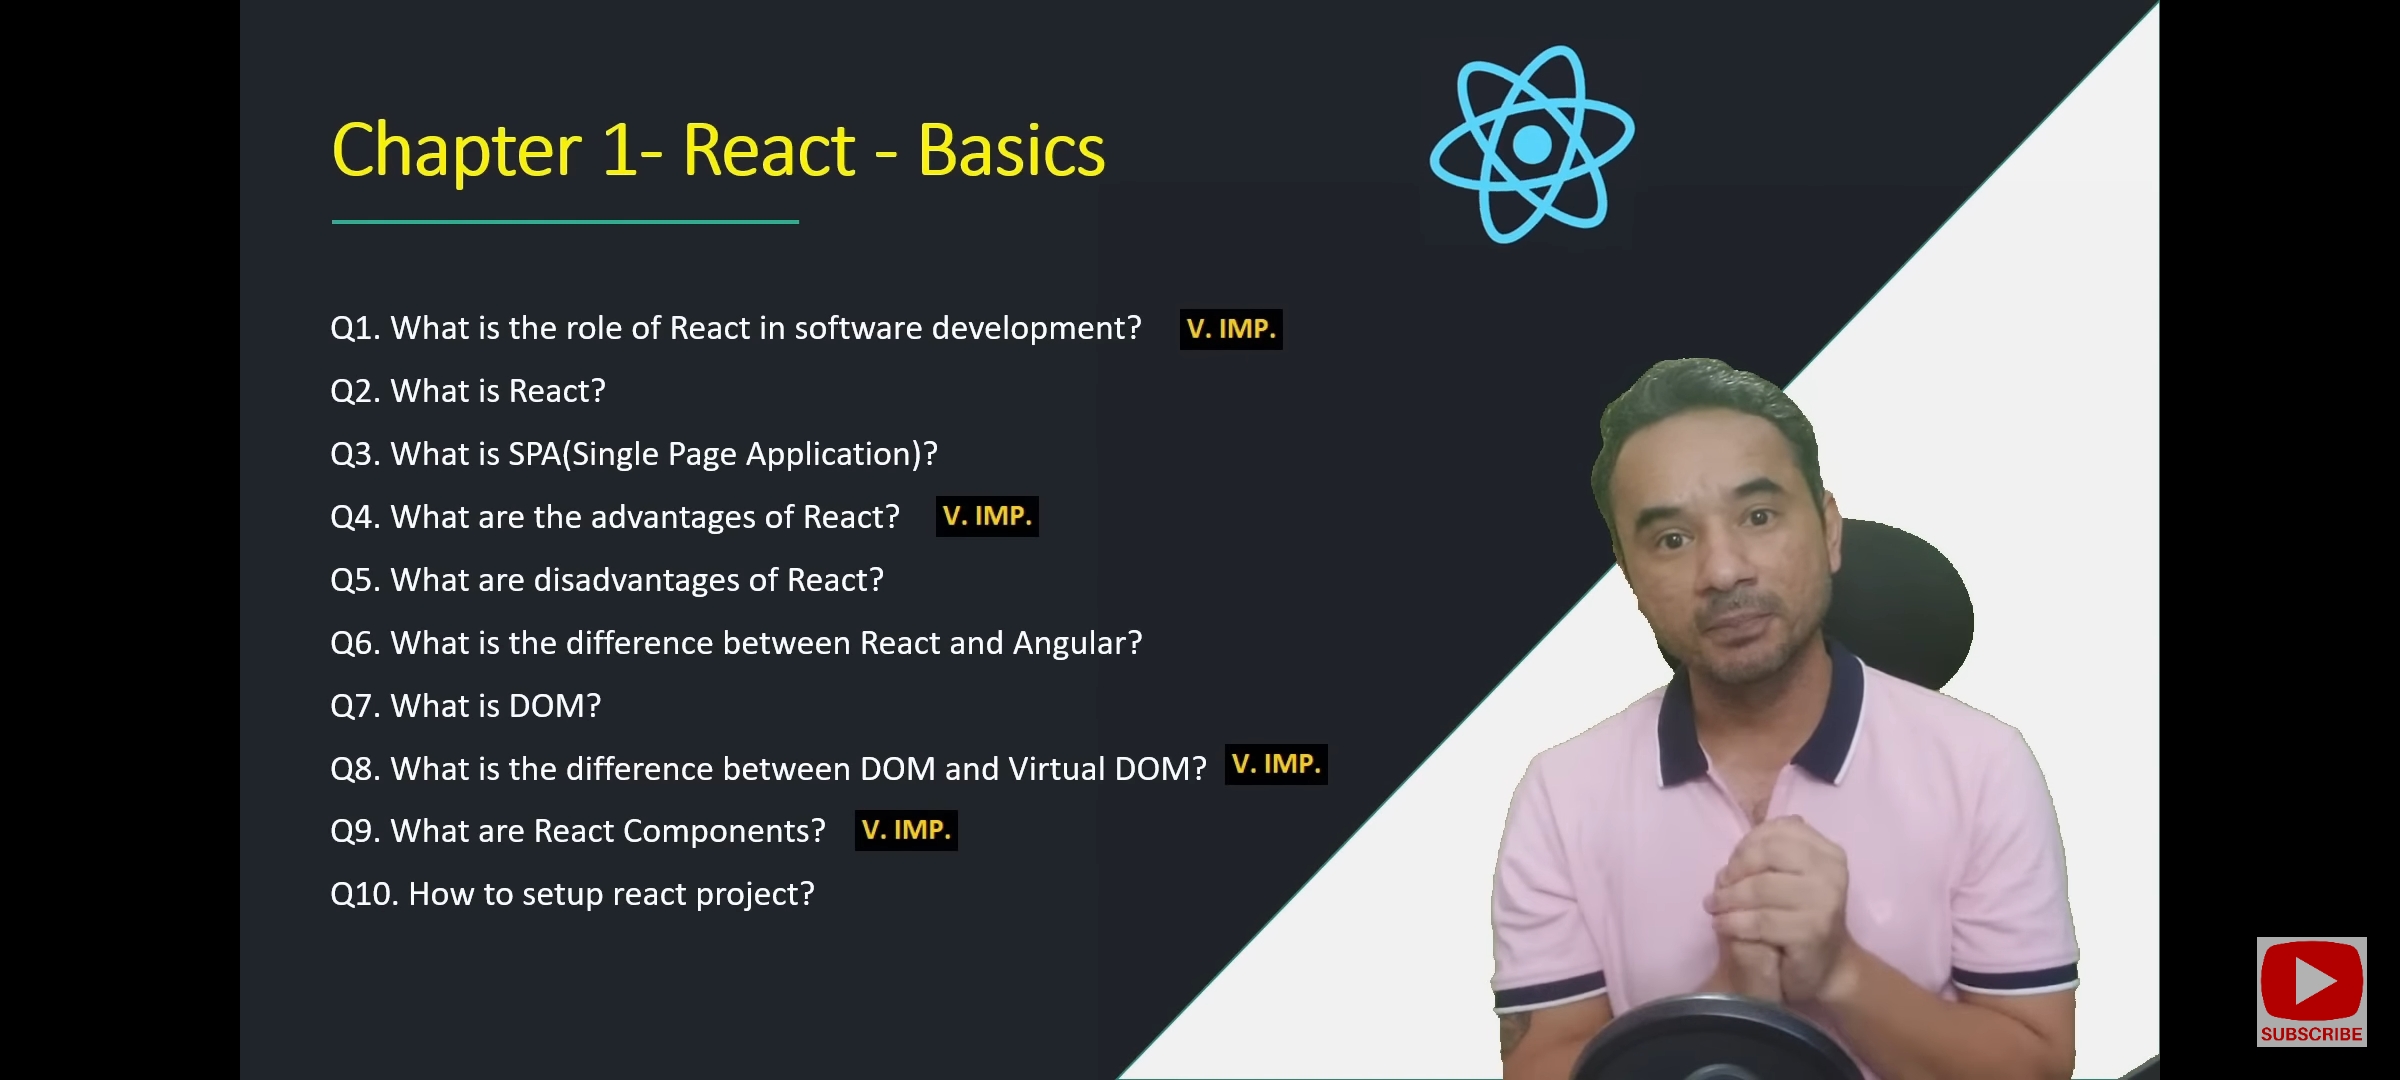 Chapter 1- React - Basics
Q1. What is the role of React in software development? V. IMP.
Q2. What is React?
Q3. What is SPA(Single Page Application)?
Q4. What are the advantages of React? V. IMP.
Q5. What are disadvantages of React?
Q6. What is the difference between React and Angular?
Q7. What is DOM?
Q8. What is the difference between DOM and Virtual DOM? V. IMP.
Q9. What are React Components? V. IMP.
Q10. How to setup react project?
SUBSCRIBE